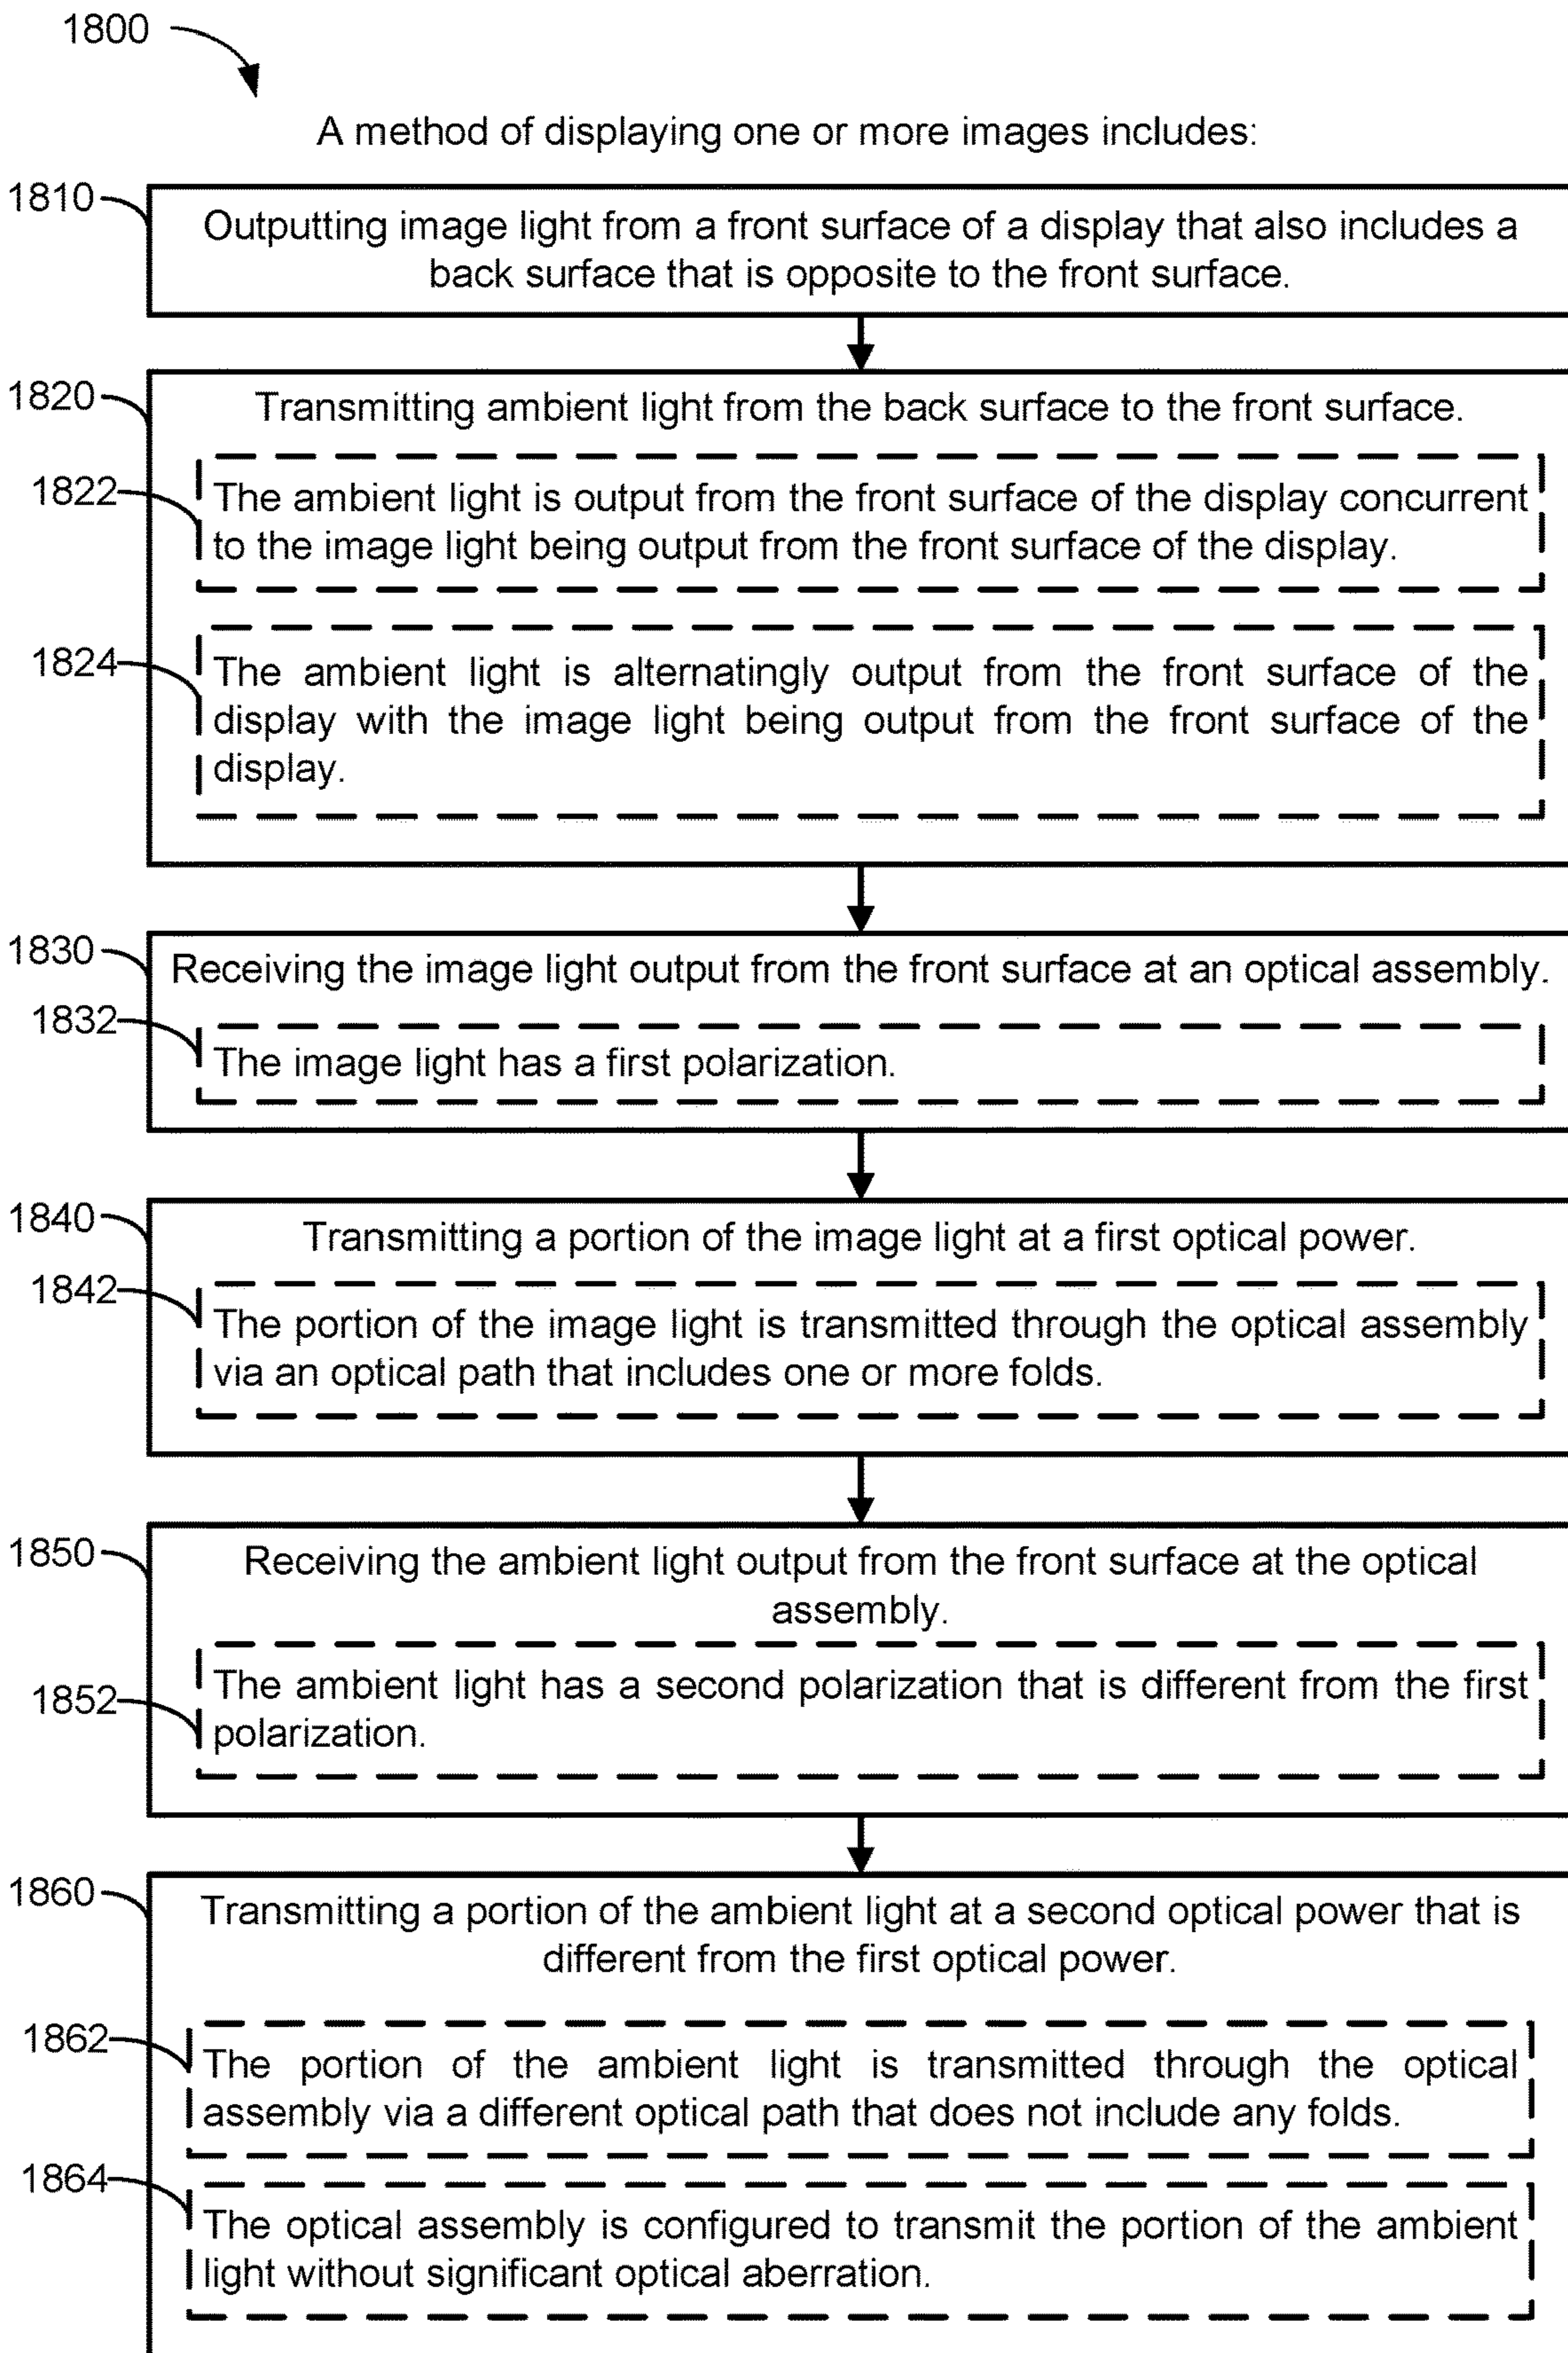 1800
A method of displaying one or more images includes:
1810
Outputting image light from a front surface of a display that also includes a
back surface that is opposite to the front surface.
1820
Transmitting ambient light from the back surface to the front surface.
1822
The ambient light is output from the front surface of the display concurrent
to the image light being output from the front surface of the display.
1824
The ambient light is alternatingly output from the front surface of the
display with the image light being output from the front surface of the
display.
1830
Receiving the image light output from the front surface at an optical assembly.
1832
The image light has a first polarization.
1840
Transmitting a portion of the image light at a first optical power.
1842
The portion of the image light is transmitted through the optical assembly
via an optical path that includes one or more folds.
1850
Receiving the ambient light output from the front surface at the optical
assembly.
1852
The ambient light has a second polarization that is different from the first
polarization.
1860
Transmitting a portion of the ambient light at a second optical power that is
different from the first optical power.
1862
The portion of the ambient light is transmitted through the optical
assembly via a different optical path that does not include any folds.
1864
The optical assembly is configured to transmit the portion of the ambient
light without significant optical aberration.